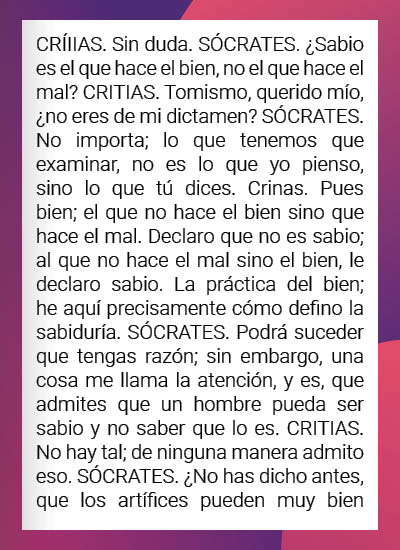 CRÍIIAS. Sin duda. SÓCRATES. ¿Sabio
es el que hace el bien, no el que hace el
mal? CRITIAS. Tomismo, querido mío,
¿no eres de mi dictamen? SÓCRATES.
No importa; lo que tenemos que
examinar, no es lo que yo pienso,
sino lo que tú dices. Crinas. Pues
bien; el que no hace el bien sino que
hace el mal. Declaro que no es sabio;
al que no hace el mal sino el bien, le
declaro sabio. La práctica del bien;
he aquí precisamente cómo defino la
sabiduría. SÓCRATES. Podrá suceder
que tengas razón; sin embargo, una
cosa me llama la atención, y es, que
admites que un hombre pueda ser
sabio y no saber que lo es. CRITIAS.
No hay tal; de ninguna manera admito
eso. SÓCRATES. ¿No has dicho antes,
que los artífices pueden muy bien